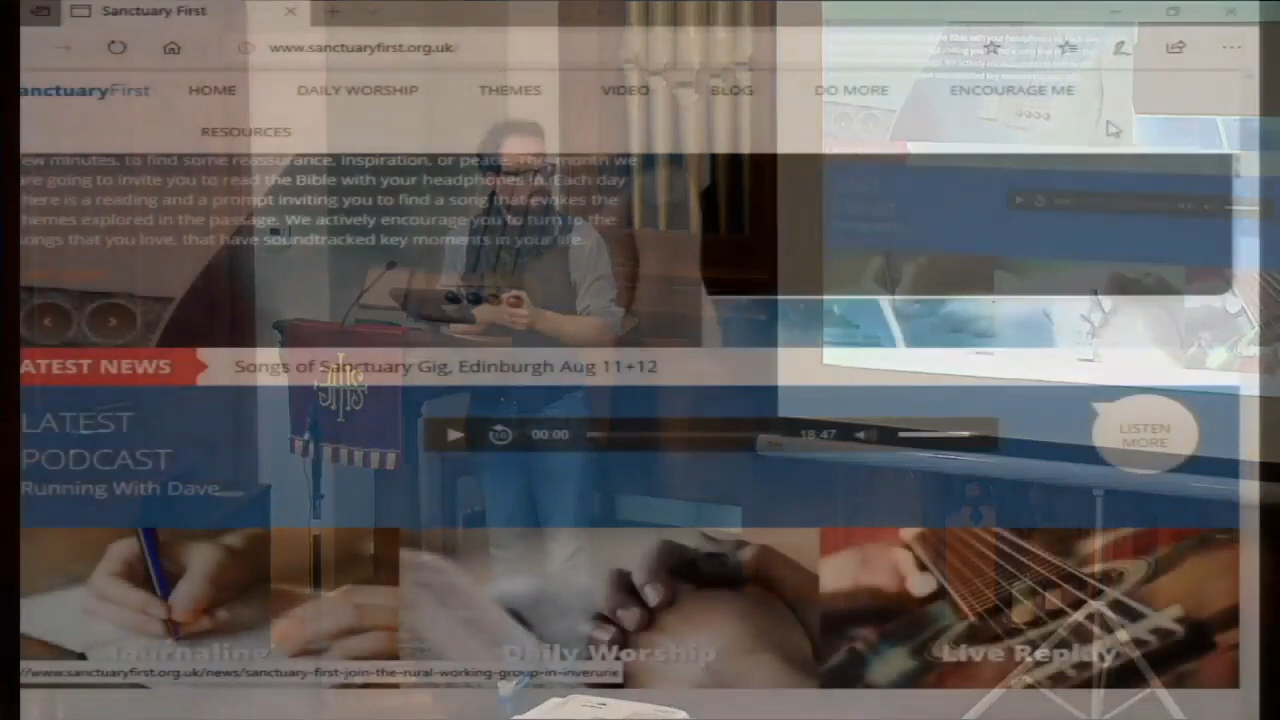 Sanctuary First
www.sanctuaryfirst.org.uk/
anctuaryFirst HOME DAILY WORSHIP THEMES VIDEO BLOG DO MORE ENCOURAGE ME
RESOURCES
ew minutes, to find some reassurance, inspiration, or peace. This month we
are going to invite you to read the Bible with your headphones in. Each day
here is a reading and a prompt inviting you to find a song that evokes the
hemes explored in the passage. We actively encourage you to turn to the
ongs that you love, that have soundtracked key moments in your life.
ATEST NEWS Songs of Sanctuary Gig, Edinburgh Aug 11+12
LATEST
PODCAST
Running With Dave
10 00:00 18:47
LISTEN
MORE
IHS
Journaling Daily Worship Live Replay
//www.sanctuaryfirst.org.uk/news/sanctuary-first-join-the-rural-working-group-in-inverurie